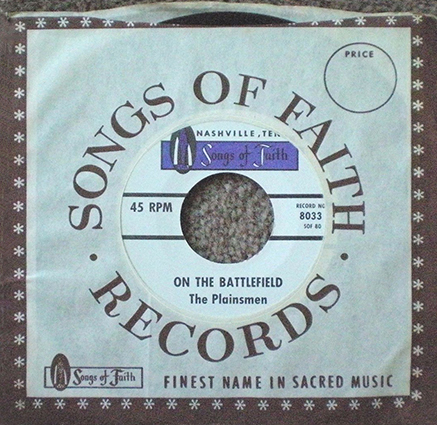 PRICE
SONGS OF FAITH
NASHVILLE, TEN
Songs of Faith
45 RPM
RECORD NO
8033
SOF 80
ON THE BATTLEFIELD
The Plainsmen
· RECORDS ·
Songs of Faith
FINEST NAME IN SACRED MUSIC